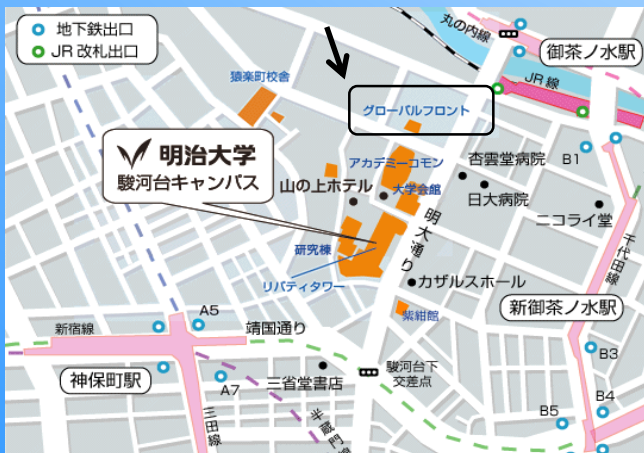 地下鉄出口
JR 改札出口
丸の内線
御茶ノ水駅
JR 線
猿楽町校舎
グローバルフロント
B1
明治大学
駿河台キャンパス
アカデミーコモン
杏雲堂病院
山の上ホテル
大学会館
日大病院
ニコライ堂
明大通り
千代田線
研究棟
リバティタワー
カザルスホール
紫紺館
新御茶ノ水駅
A5
新宿線
靖国通り
B3
神保町駅
A7
三省堂書店
駿河台下
交差点
B4
B5
三田線
半蔵門線